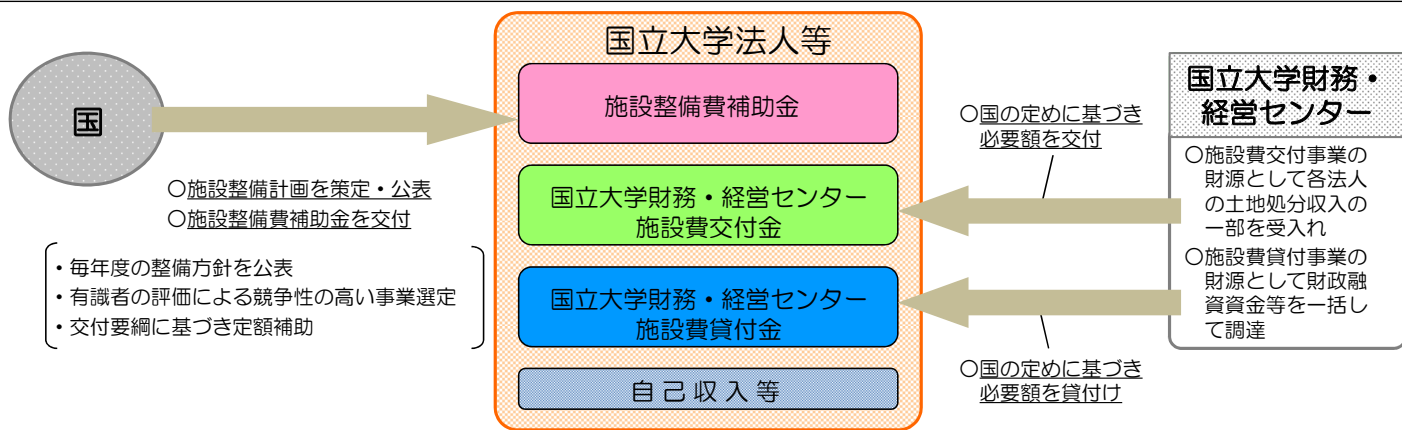 国
○施設整備計画を策定・公表
○施設整備費補助金を交付
・毎年度の整備方針を公表
・有識者の評価による競争性の高い事業選定
・交付要綱に基づき定額補助
国立大学法人等
施設整備費補助金
国立大学財務・経営センター
施設費交付金
国立大学財務・経営センター
施設費貸付金
自己収入等
○国の定めに基づき
必要額を交付
○国の定めに基づき
必要額を貸付け
国立大学財務・
経営センター
○施設費交付事業の
財源として各法人
の土地処分収入の
一部を受入れ
○施設費貸付事業の
財源として財政融
資資金等を一括し
て調達